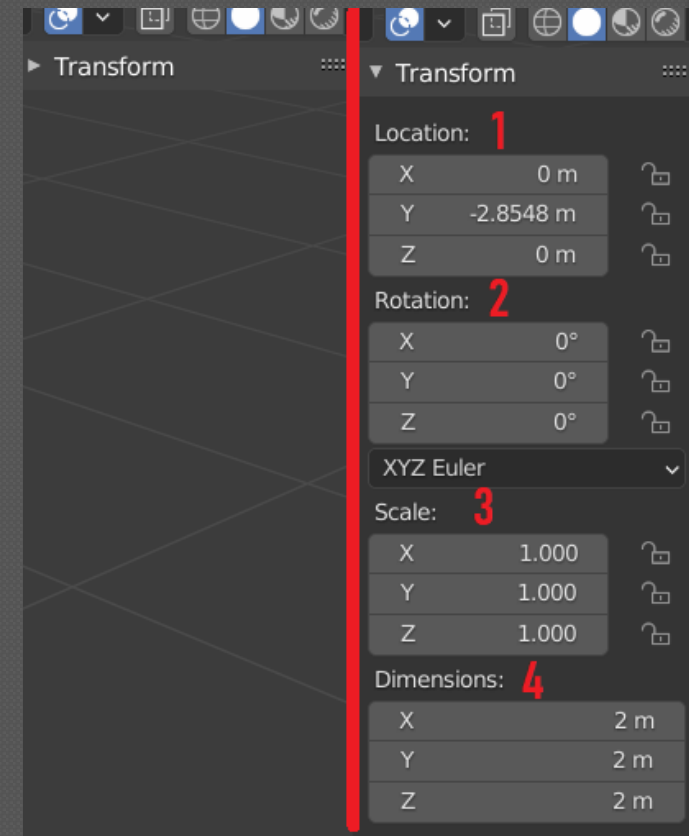 Transform
Transform
Location: 1
X 0 m
Y -2.8548 m
Z 0 m
Rotation: 2
X 0°
Y 0°
Z 0°
XYZ Euler
Scale: 3
X 1.000
Y 1.000
Z 1.000
Dimensions: 4
X 2 m
Y 2 m
Z 2 m